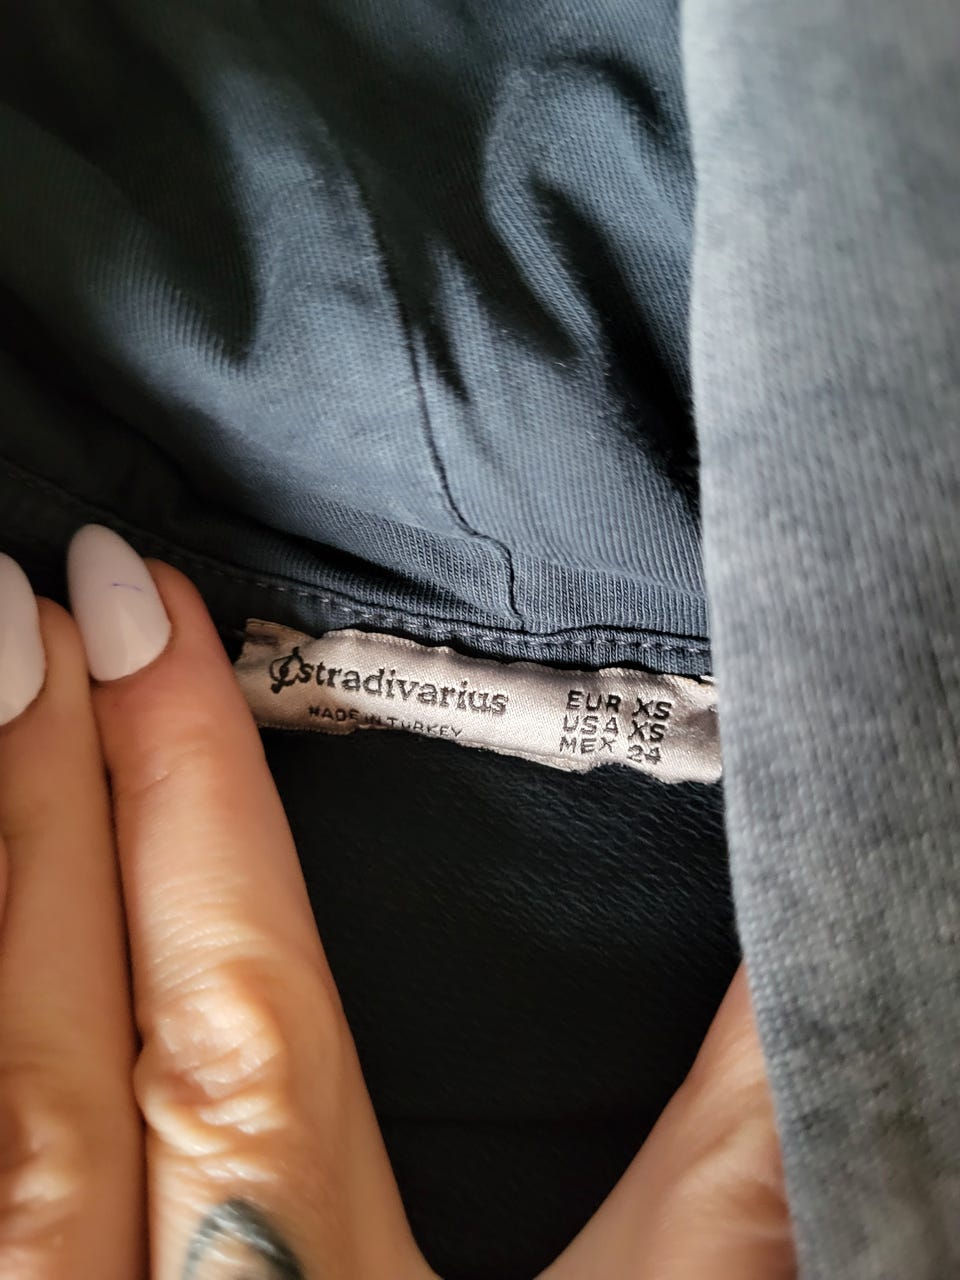 stradivarius
MADE IN TURKEY
EUR XS
USA XS
MEX 24